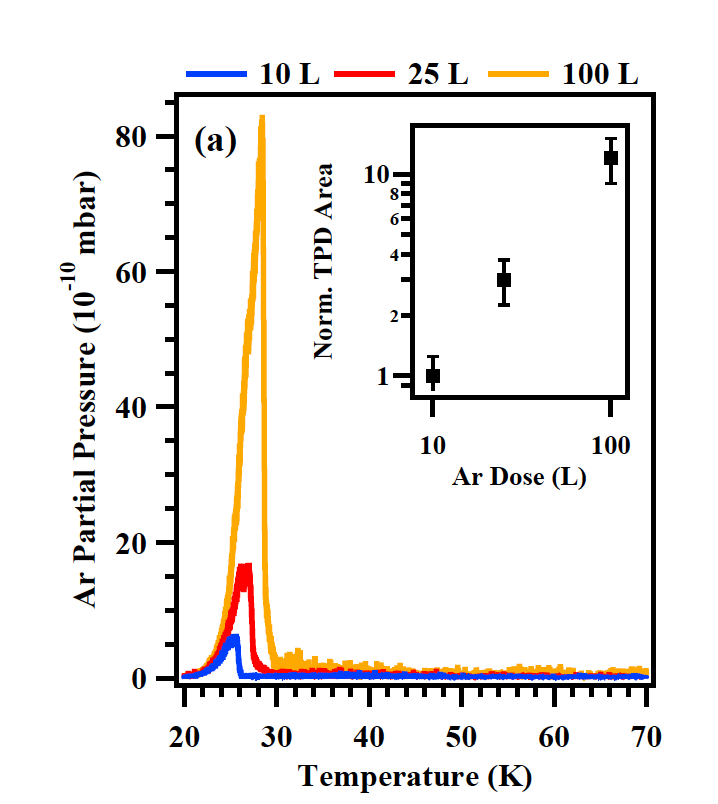 10 L 25 L 100 L
(a)
Ar Partial Pressure (10⁻¹⁰ mbar)
80
60
40
20
0
20 30 40 50 60 70
Temperature (K)
Norm. TPD Area
10
8
6
4
2
1
10 100
Ar Dose (L)